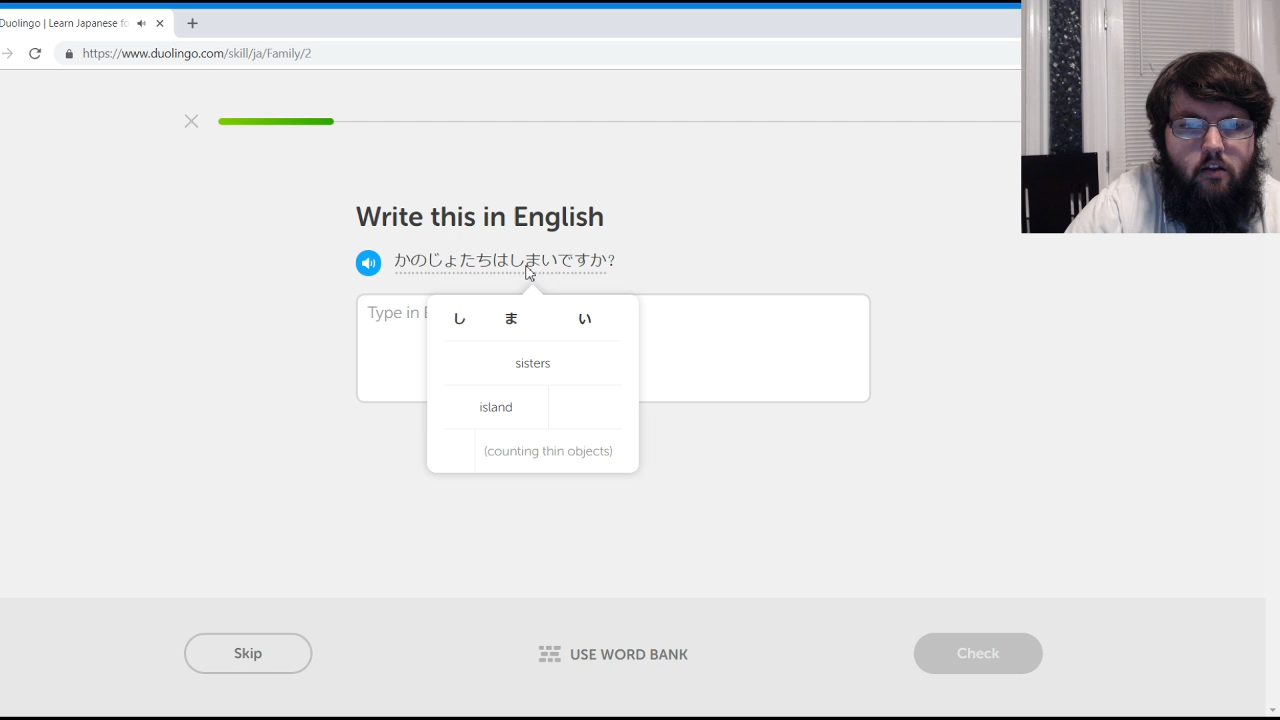 Duolingo | Learn Japanese fo
https://www.duolingo.com/skill/ja/Family/2
Write this in English
かのじょたちはしまいですか?
Type in E
し ま い
sisters
island
(counting thin objects)
Skip
USE WORD BANK
Check